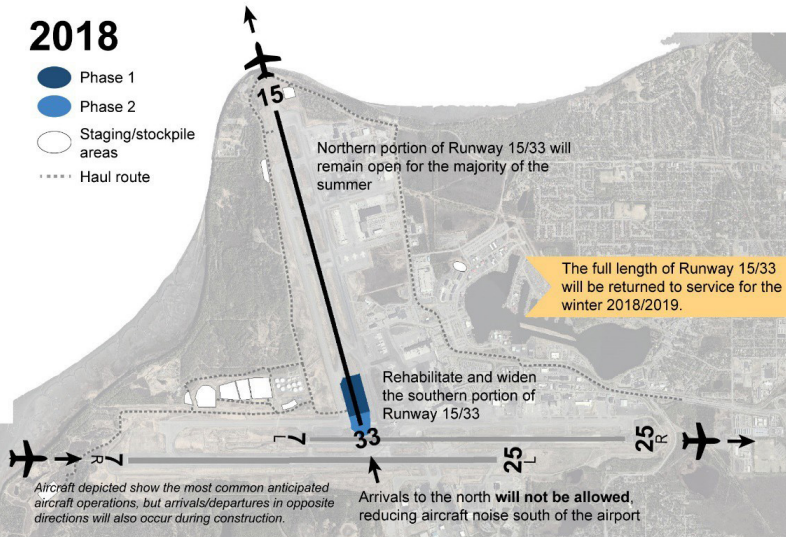 2018
Phase 1
Phase 2
Staging/stockpile
areas
Haul route
15
Northern portion of Runway 15/33 will
remain open for the majority of the
summer
The full length of Runway 15/33
will be returned to service for the
winter 2018/2019.
Rehabilitate and widen
the southern portion of
Runway 15/33
7 L
33
25 R
7 R
25 L
Aircraft depicted show the most common anticipated
aircraft operations, but arrivals/departures in opposite
directions will also occur during construction.
Arrivals to the north will not be allowed,
reducing aircraft noise south of the airport